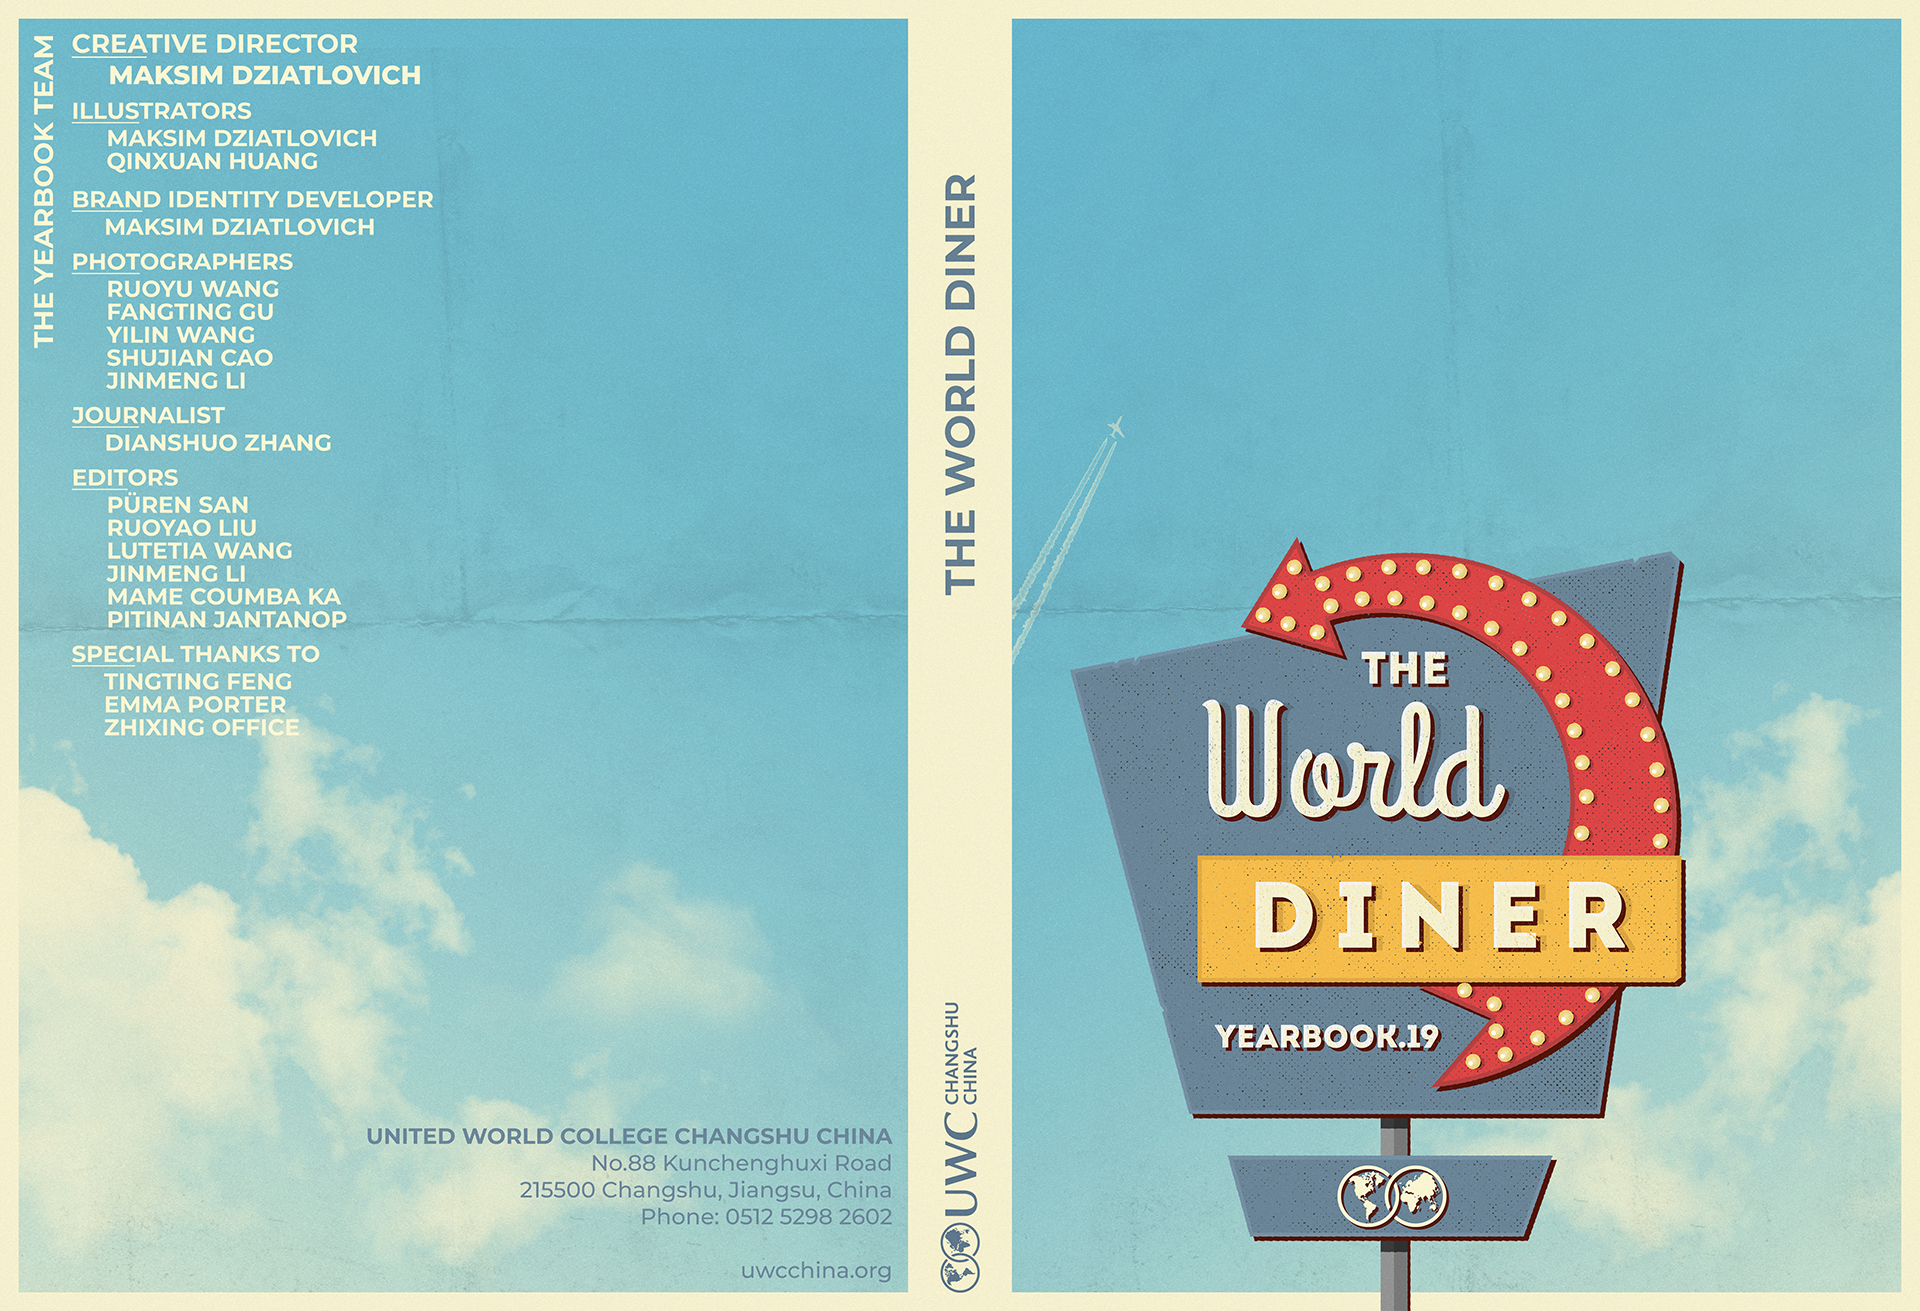 THE YEARBOOK TEAM
CREATIVE DIRECTOR
MAKSIM DZIATLOVICH
ILLUSTRATORS
MAKSIM DZIATLOVICH
QINXUAN HUANG
BRAND IDENTITY DEVELOPER
MAKSIM DZIATLOVICH
PHOTOGRAPHERS
RUOYU WANG
FANGTING GU
YILIN WANG
SHUJIAN CAO
JINMENG LI
JOURNALIST
DIANSHUO ZHANG
EDITORS
PÜREN SAN
RUOYAO LIU
LUTETIA WANG
JINMENG LI
MAME COUMBA KA
PITINAN JANTANOP
SPECIAL THANKS TO
TINGTING FENG
EMMA PORTER
ZHIXING OFFICE
UNITED WORLD COLLEGE CHANGSHU CHINA
No.88 Kunchenghuxi Road
215500 Changshu, Jiangsu, China
Phone: 0512 5298 2602
uwcchina.org
THE WORLD DINER
UWC CHANGSHU
CHINA
THE
World
DINER
YEARBOOK.19